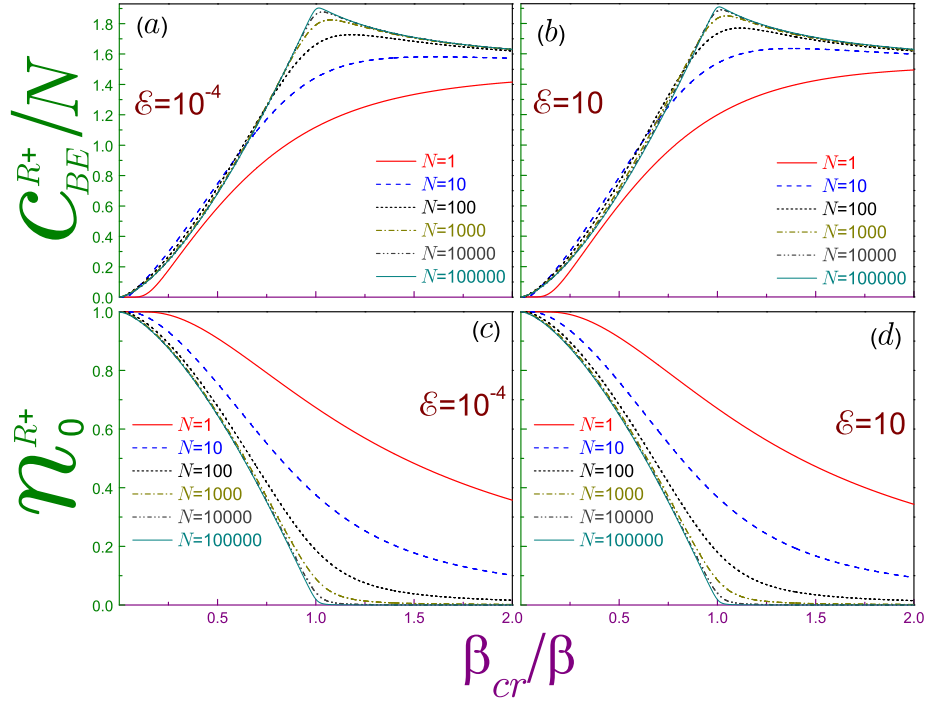 (a)
(b)
𝓒^{R+}_{BE}/N
ℰ=10^{-4}
ℰ=10
1.8
1.6
1.4
1.2
1.0
0.8
0.6
0.4
0.2
0.0
N=1
N=10
N=100
N=1000
N=10000
N=100000
N=1
N=10
N=100
N=1000
N=10000
N=100000
(c)
(d)
n^{R+}_0
ℰ=10^{-4}
ℰ=10
1.0
0.8
0.6
0.4
0.2
0.0
N=1
N=10
N=100
N=1000
N=10000
N=100000
N=1
N=10
N=100
N=1000
N=10000
N=100000
0.5 1.0 1.5 2.0
0.5 1.0 1.5 2.0
β_{cr}/β